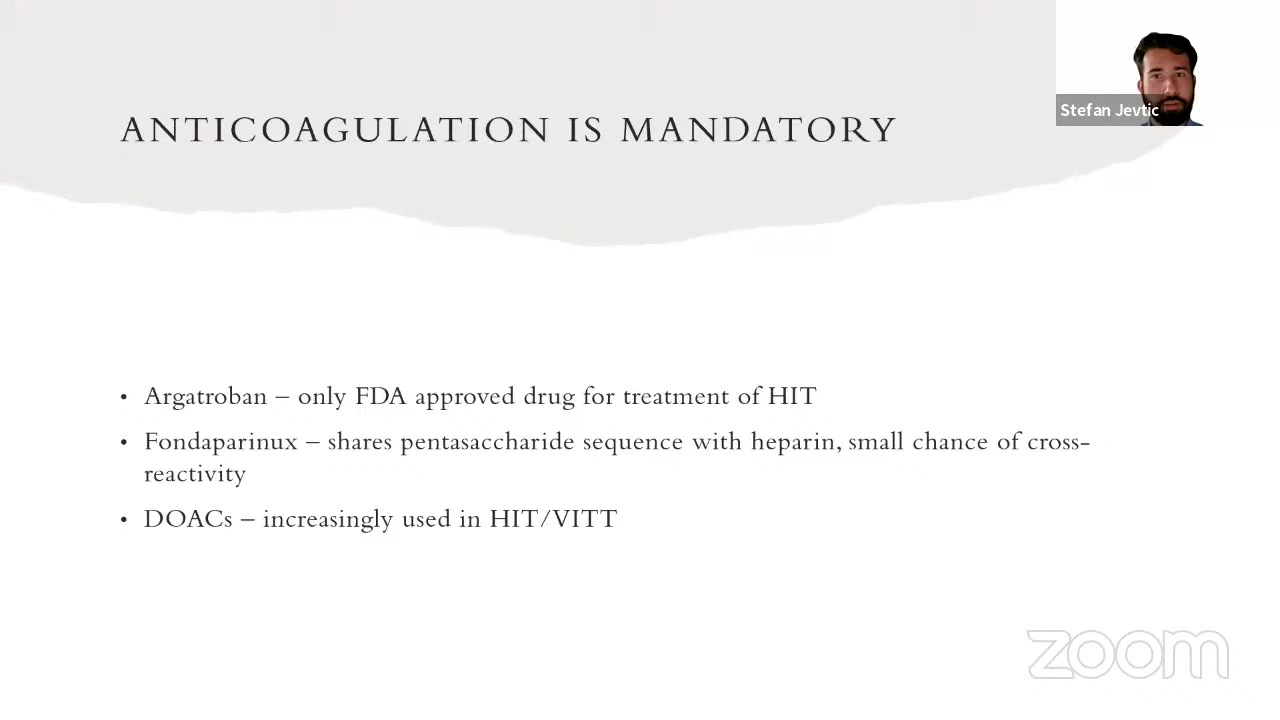 Stefan Jevtic
ANTICOAGULATION IS MANDATORY
• Argatroban – only FDA approved drug for treatment of HIT
• Fondaparinux – shares pentasaccharide sequence with heparin, small chance of cross-
reactivity
• DOACs – increasingly used in HIT/VITT
zoom